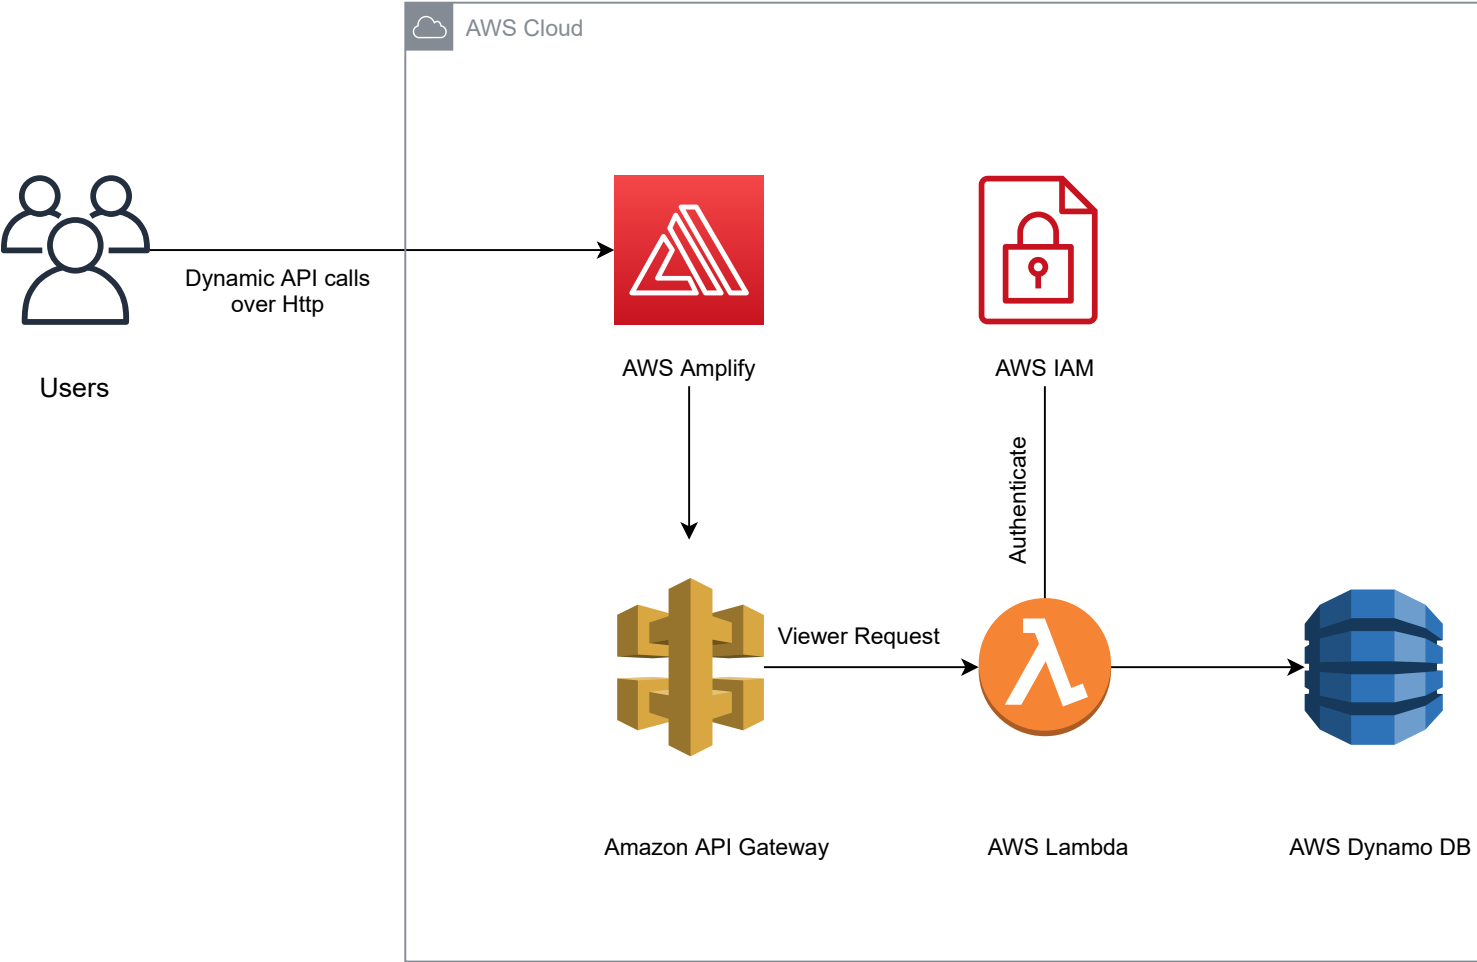 AWS Cloud
Dynamic API calls
over Http
Users
AWS Amplify
AWS IAM
Authenticate
Viewer Request
Amazon API Gateway
AWS Lambda
AWS Dynamo DB